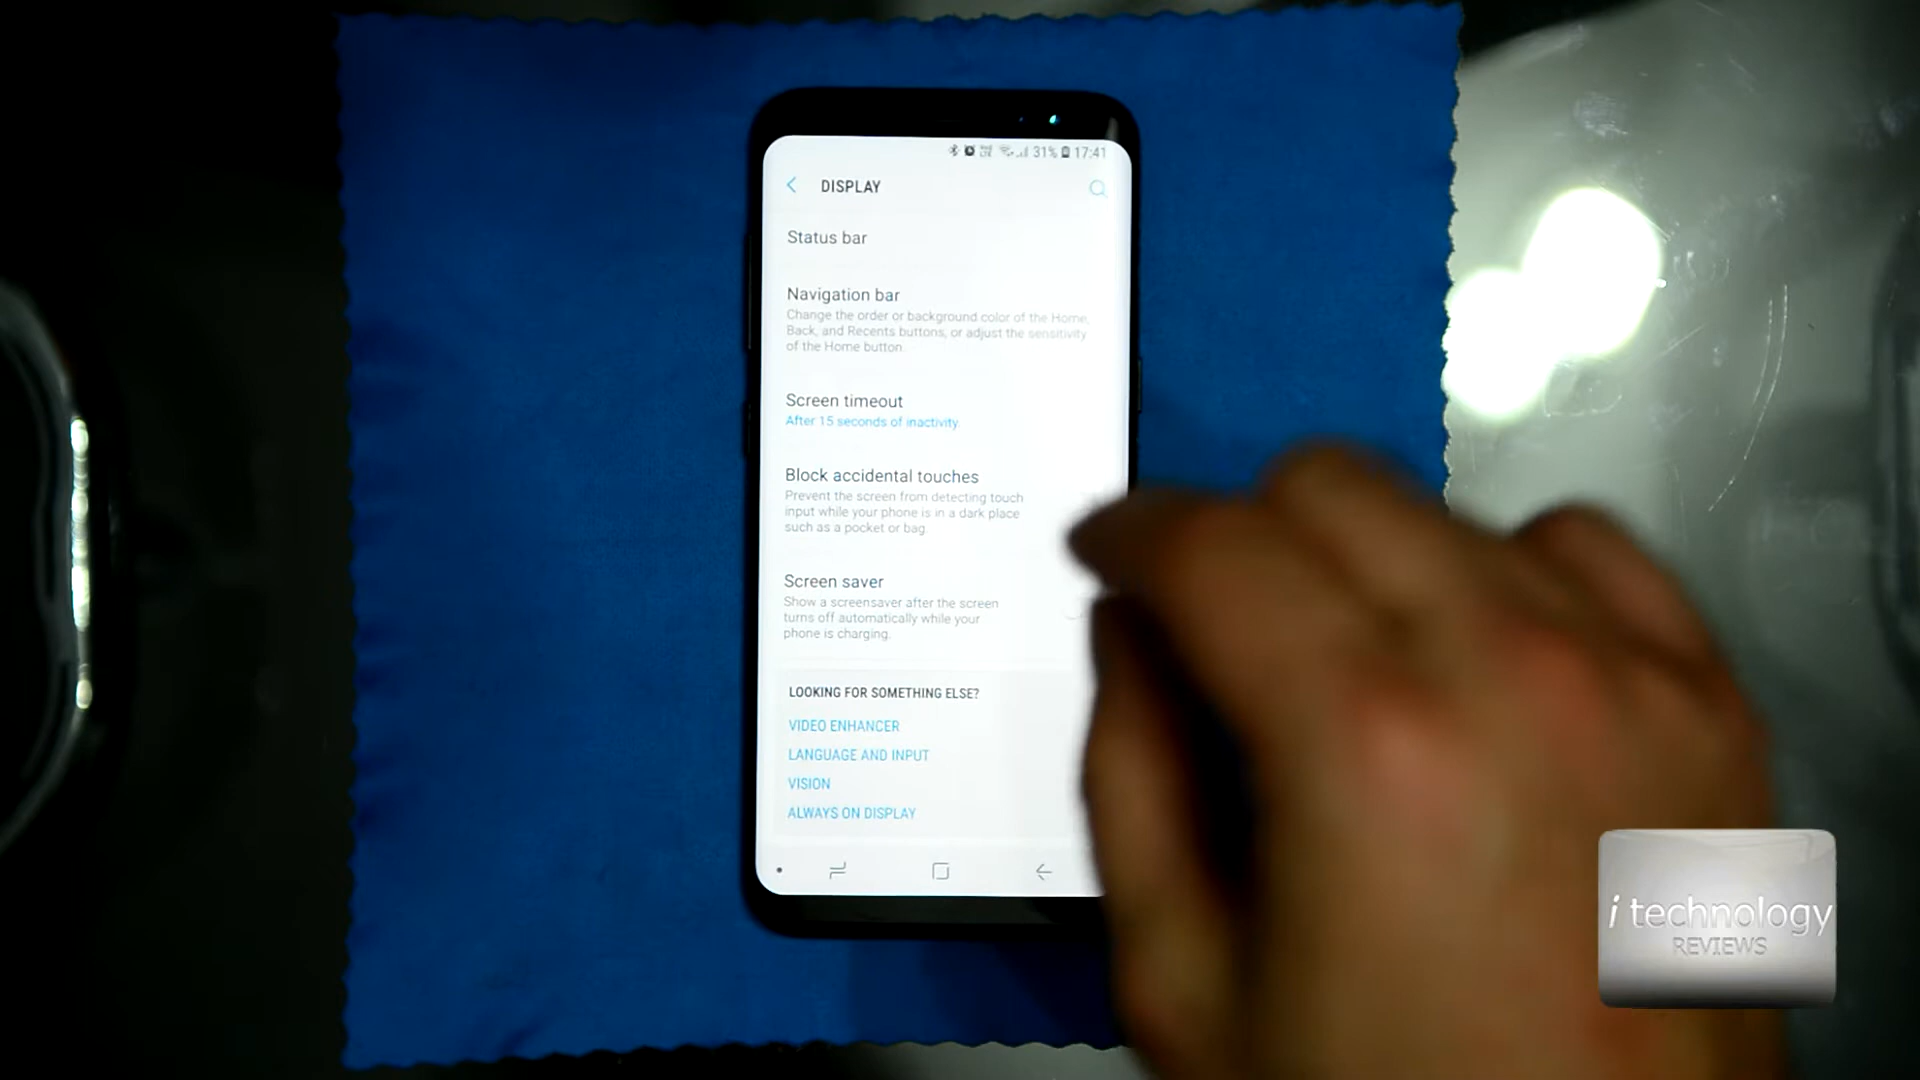 31% 17:41
DISPLAY
Status bar
Navigation bar
Change the order or background color of the Home,
Back, and Recents buttons, or adjust the sensitivity
of the Home button.
Screen timeout
After 15 seconds of inactivity
Block accidental touches
Prevent the screen from detecting touch
input while your phone is in a dark place
such as a pocket or bag
Screen saver
Show a screensaver after the screen
turns off automatically while your
phone is charging.
LOOKING FOR SOMETHING ELSE?
VIDEO ENHANCER
LANGUAGE AND INPUT
VISION
ALWAYS ON DISPLAY
i technology
REVIEWS